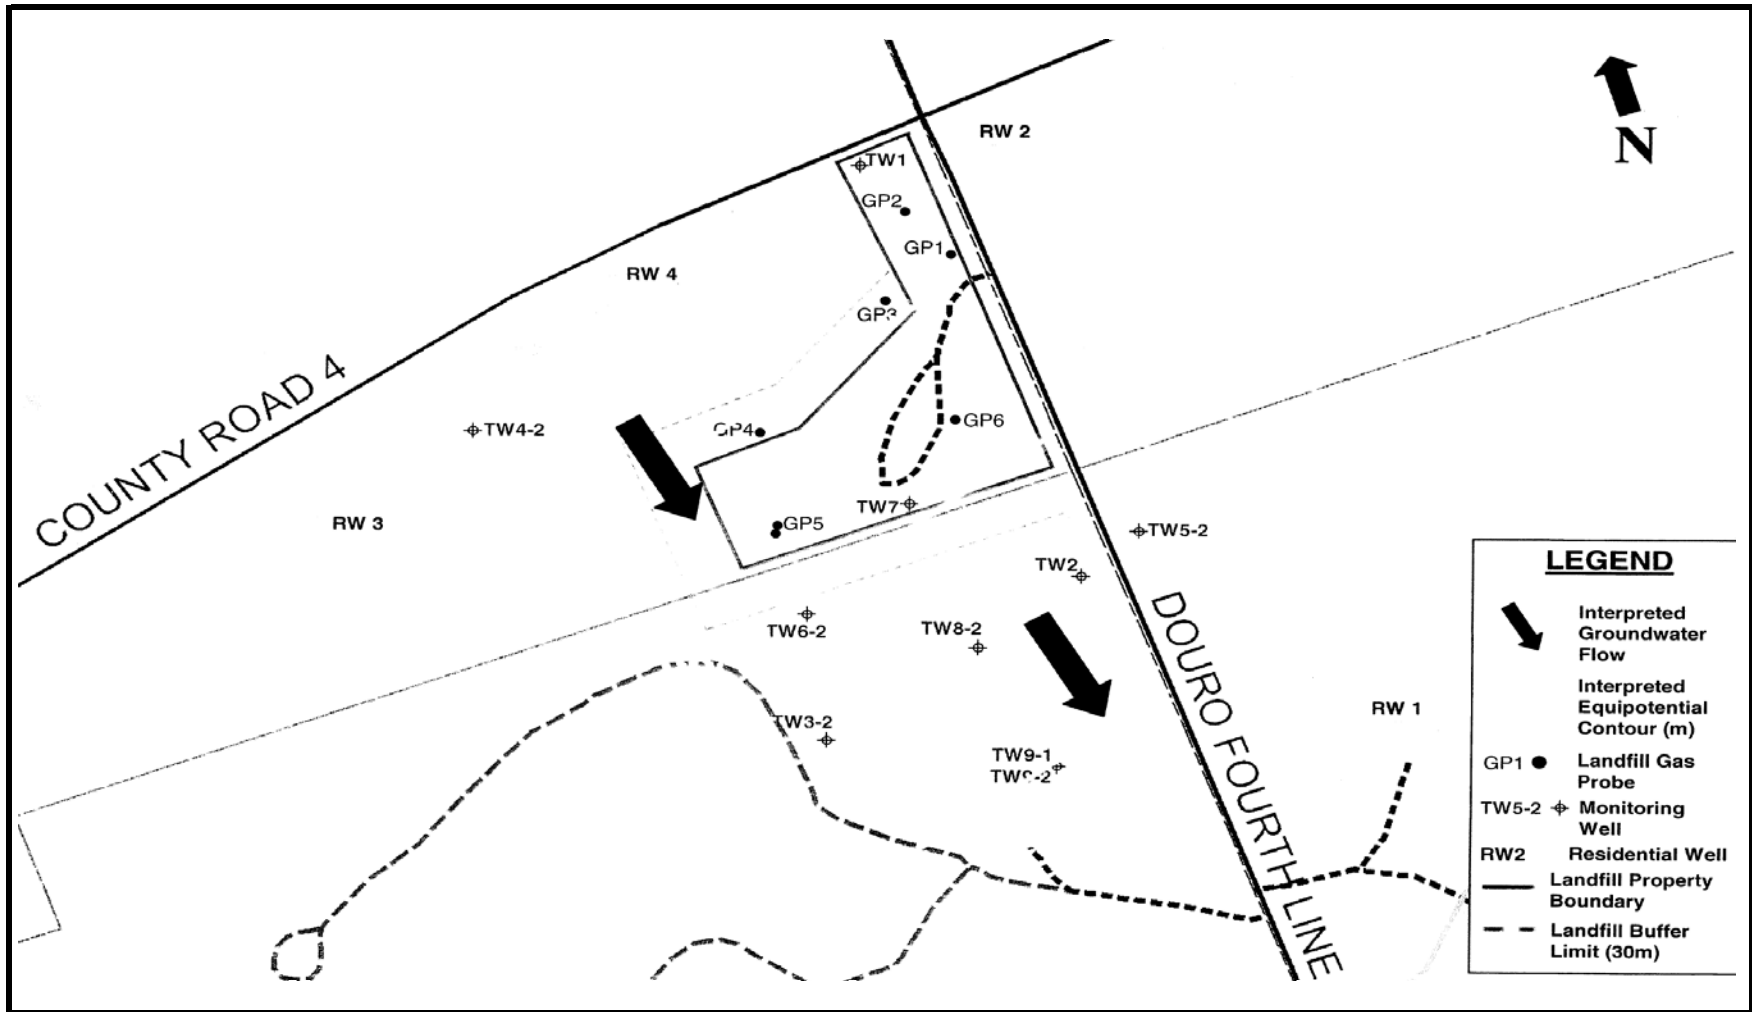 N
RW 2
TW1
GP2
GP1
RW 4
GP3
COUNTY ROAD 4
TW4-2
GP4
GP6
RW 3
TW7
GP5
TW5-2
TW2
TW6-2
TW8-2
DOURO FOURTH LINE
RW 1
TW3-2
TW9-1
TW9-2
LEGEND
Interpreted
Groundwater
Flow
Interpreted
Equipotential
Contour (m)
GP1 Landfill Gas
Probe
TW5-2 Monitoring
Well
RW2 Residential Well
Landfill Property
Boundary
Landfill Buffer
Limit (30m)